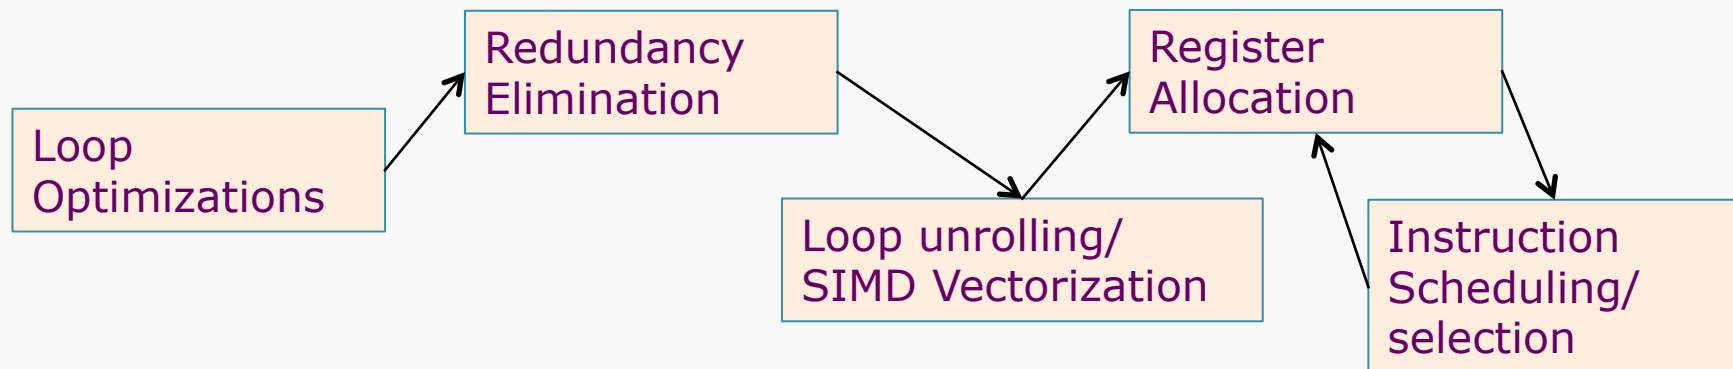 Loop
Optimizations
Redundancy
Elimination
Loop unrolling/
SIMD Vectorization
Register
Allocation
Instruction
Scheduling/
selection